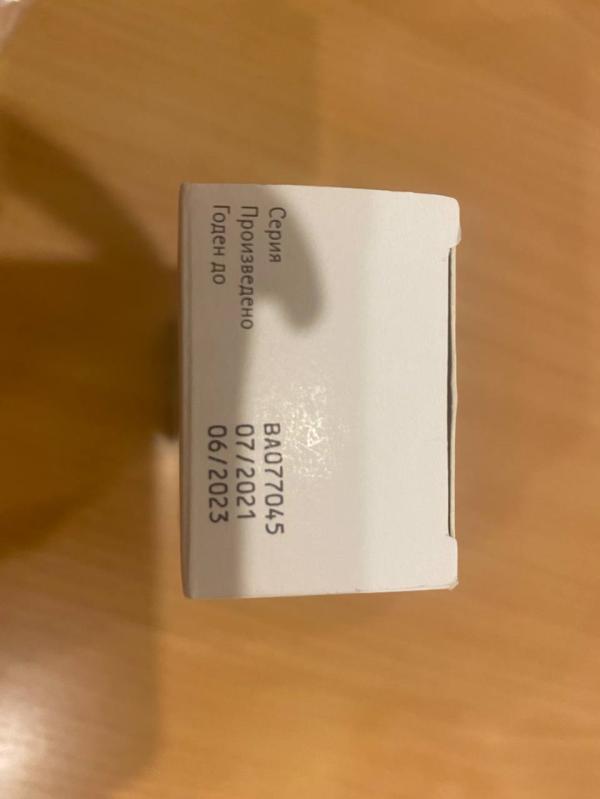 Серия BA077045
Произведено 07/2021
Годен до 06/2023